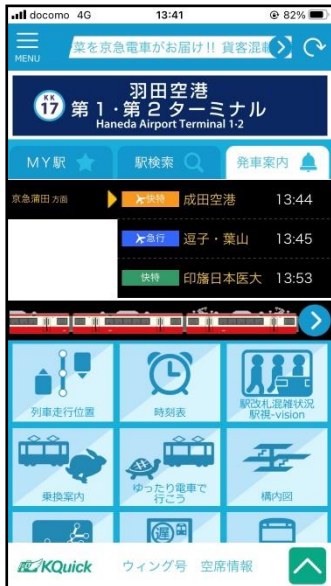 docomo 4G 13:41 82%
MENU 菜を京急電車がお届け!! 貨客混載
KK 17 羽田空港
第1・第2ターミナル
Haneda Airport Terminal 1·2
MY駅 駅検索 発車案内
京急蒲田方面 快特 成田空港 13:44
急行 逗子・葉山 13:45
快特 印旛日本医大 13:53
列車走行位置 時刻表 駅改札混雑状況
駅視-vision
乗換案内 ゆったり電車で
行こう 構内図
遅
KQuick ウィング号 空席情報